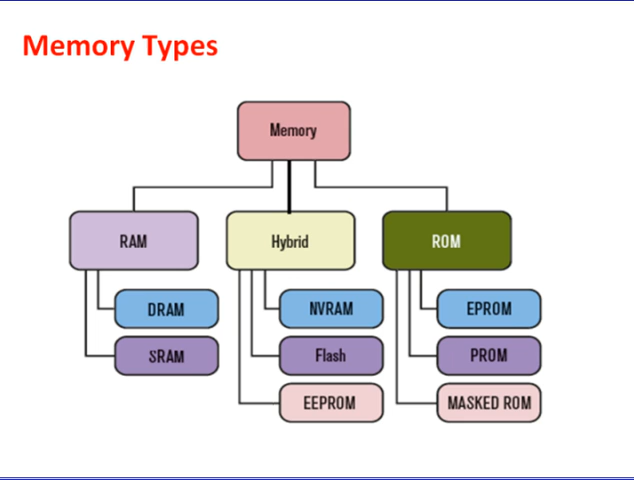 Memory Types
Memory
RAM
Hybrid
ROM
DRAM
NVRAM
EPROM
SRAM
Flash
PROM
EEPROM
MASKED ROM